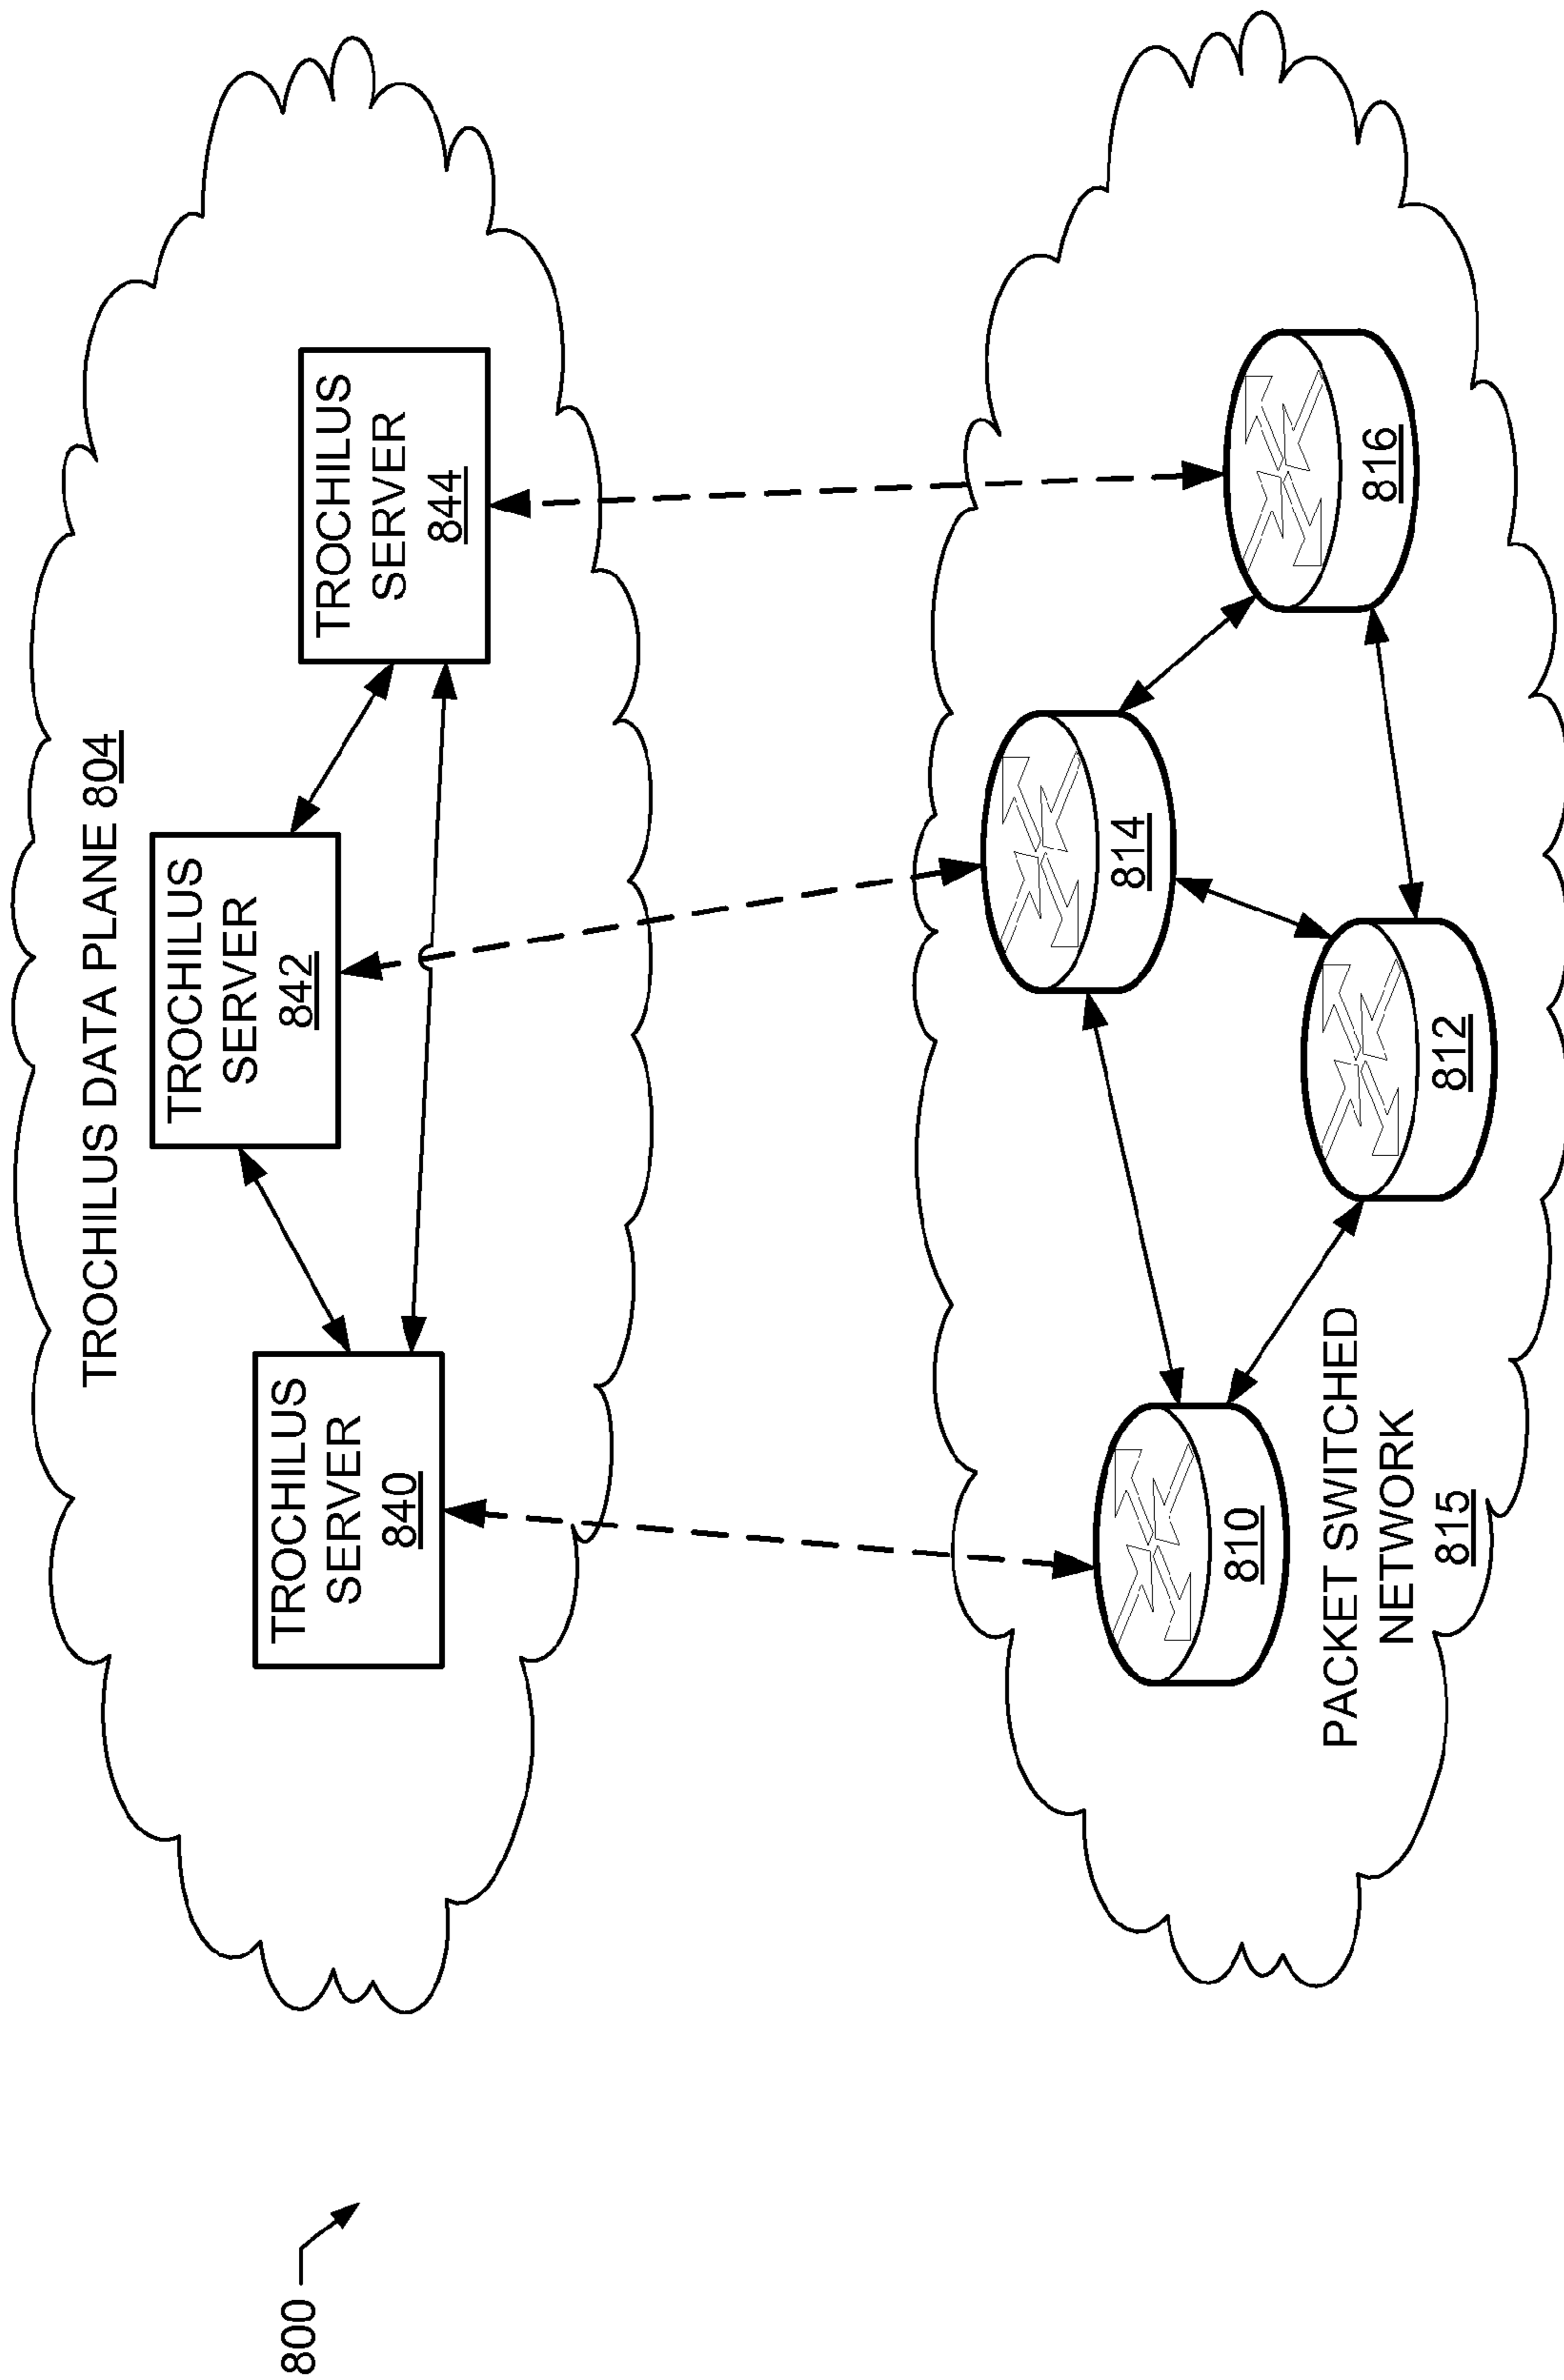 800
TROCHILUS DATA PLANE 804
TROCHILUS
SERVER
840
TROCHILUS
SERVER
842
TROCHILUS
SERVER
844
810
814
812
816
PACKET SWITCHED
NETWORK
815